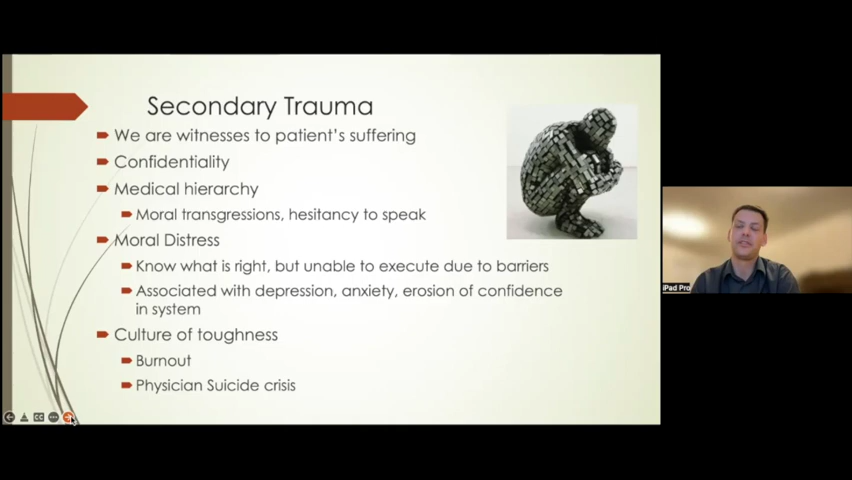 Secondary Trauma
We are witnesses to patient's suffering
Confidentiality
Medical hierarchy
Moral transgressions, hesitancy to speak
Moral Distress
Know what is right, but unable to execute due to barriers
Associated with depression, anxiety, erosion of confidence
in system
Culture of toughness
Burnout
Physician Suicide crisis
iPad Pro
CC